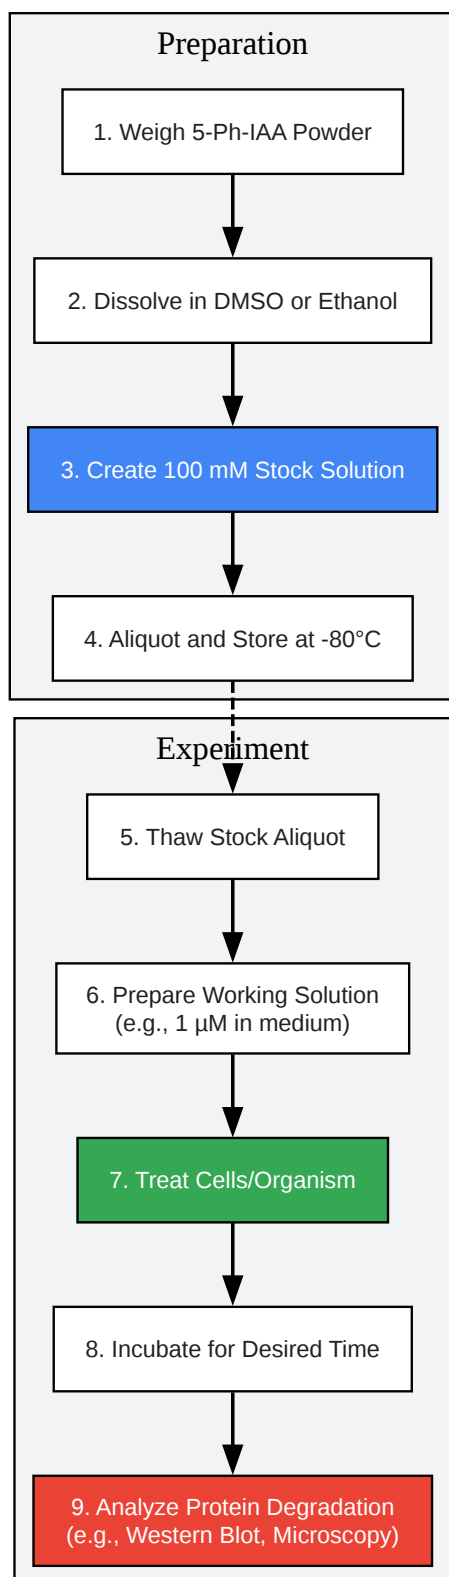 Preparation
1. Weigh 5-Ph-IAA Powder
2. Dissolve in DMSO or Ethanol
3. Create 100 mM Stock Solution
4. Aliquot and Store at -80°C
Experiment
5. Thaw Stock Aliquot
6. Prepare Working Solution
(e.g., 1 µM in medium)
7. Treat Cells/Organism
8. Incubate for Desired Time
9. Analyze Protein Degradation
(e.g., Western Blot, Microscopy)